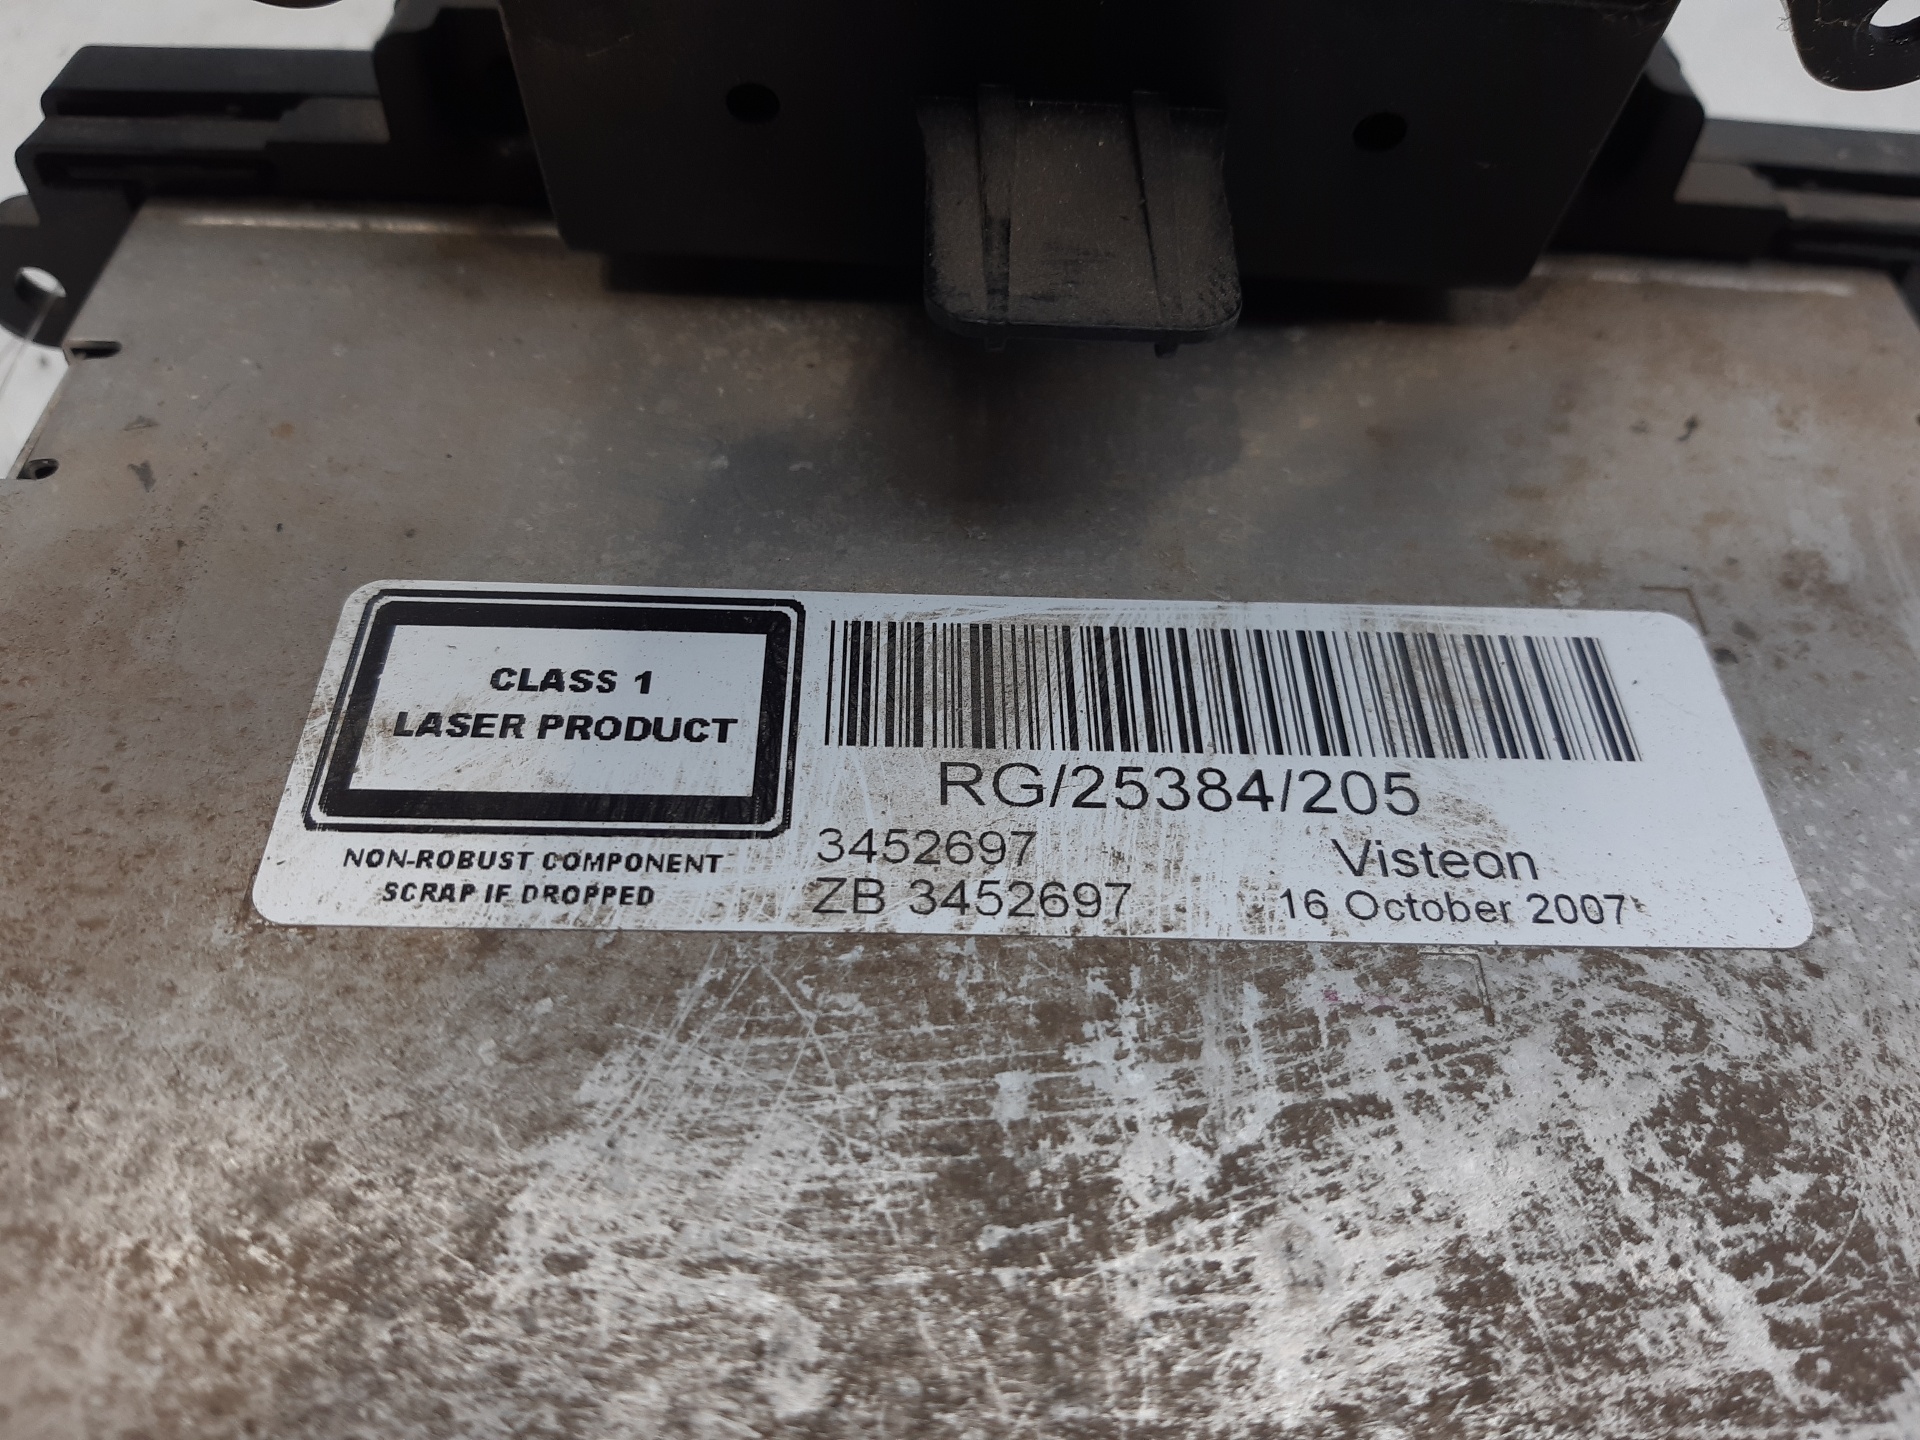 CLASS 1
LASER PRODUCT
NON-ROBUST COMPONENT
SCRAP IF DROPPED
RG/25384/205
3452697
ZB 3452697
Visteon
16 October 2007